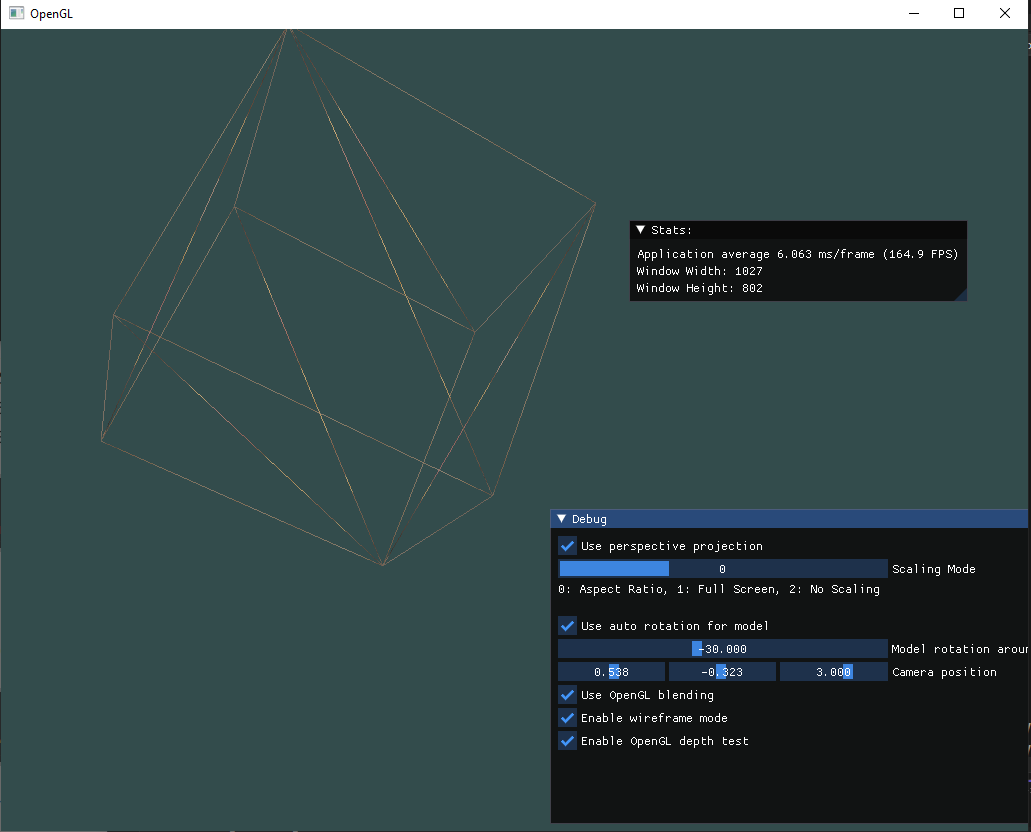 OpenGL
Stats:
Application average 6.063 ms/frame (164.9 FPS)
Window Width: 1027
Window Height: 802
Debug
Use perspective projection
0 Scaling Mode
0: Aspect Ratio, 1: Full Screen, 2: No Scaling
Use auto rotation for model
-30.000 Model rotation aroun
0.538 -0.323 3.000 Camera position
Use OpenGL blending
Enable wireframe mode
Enable OpenGL depth test